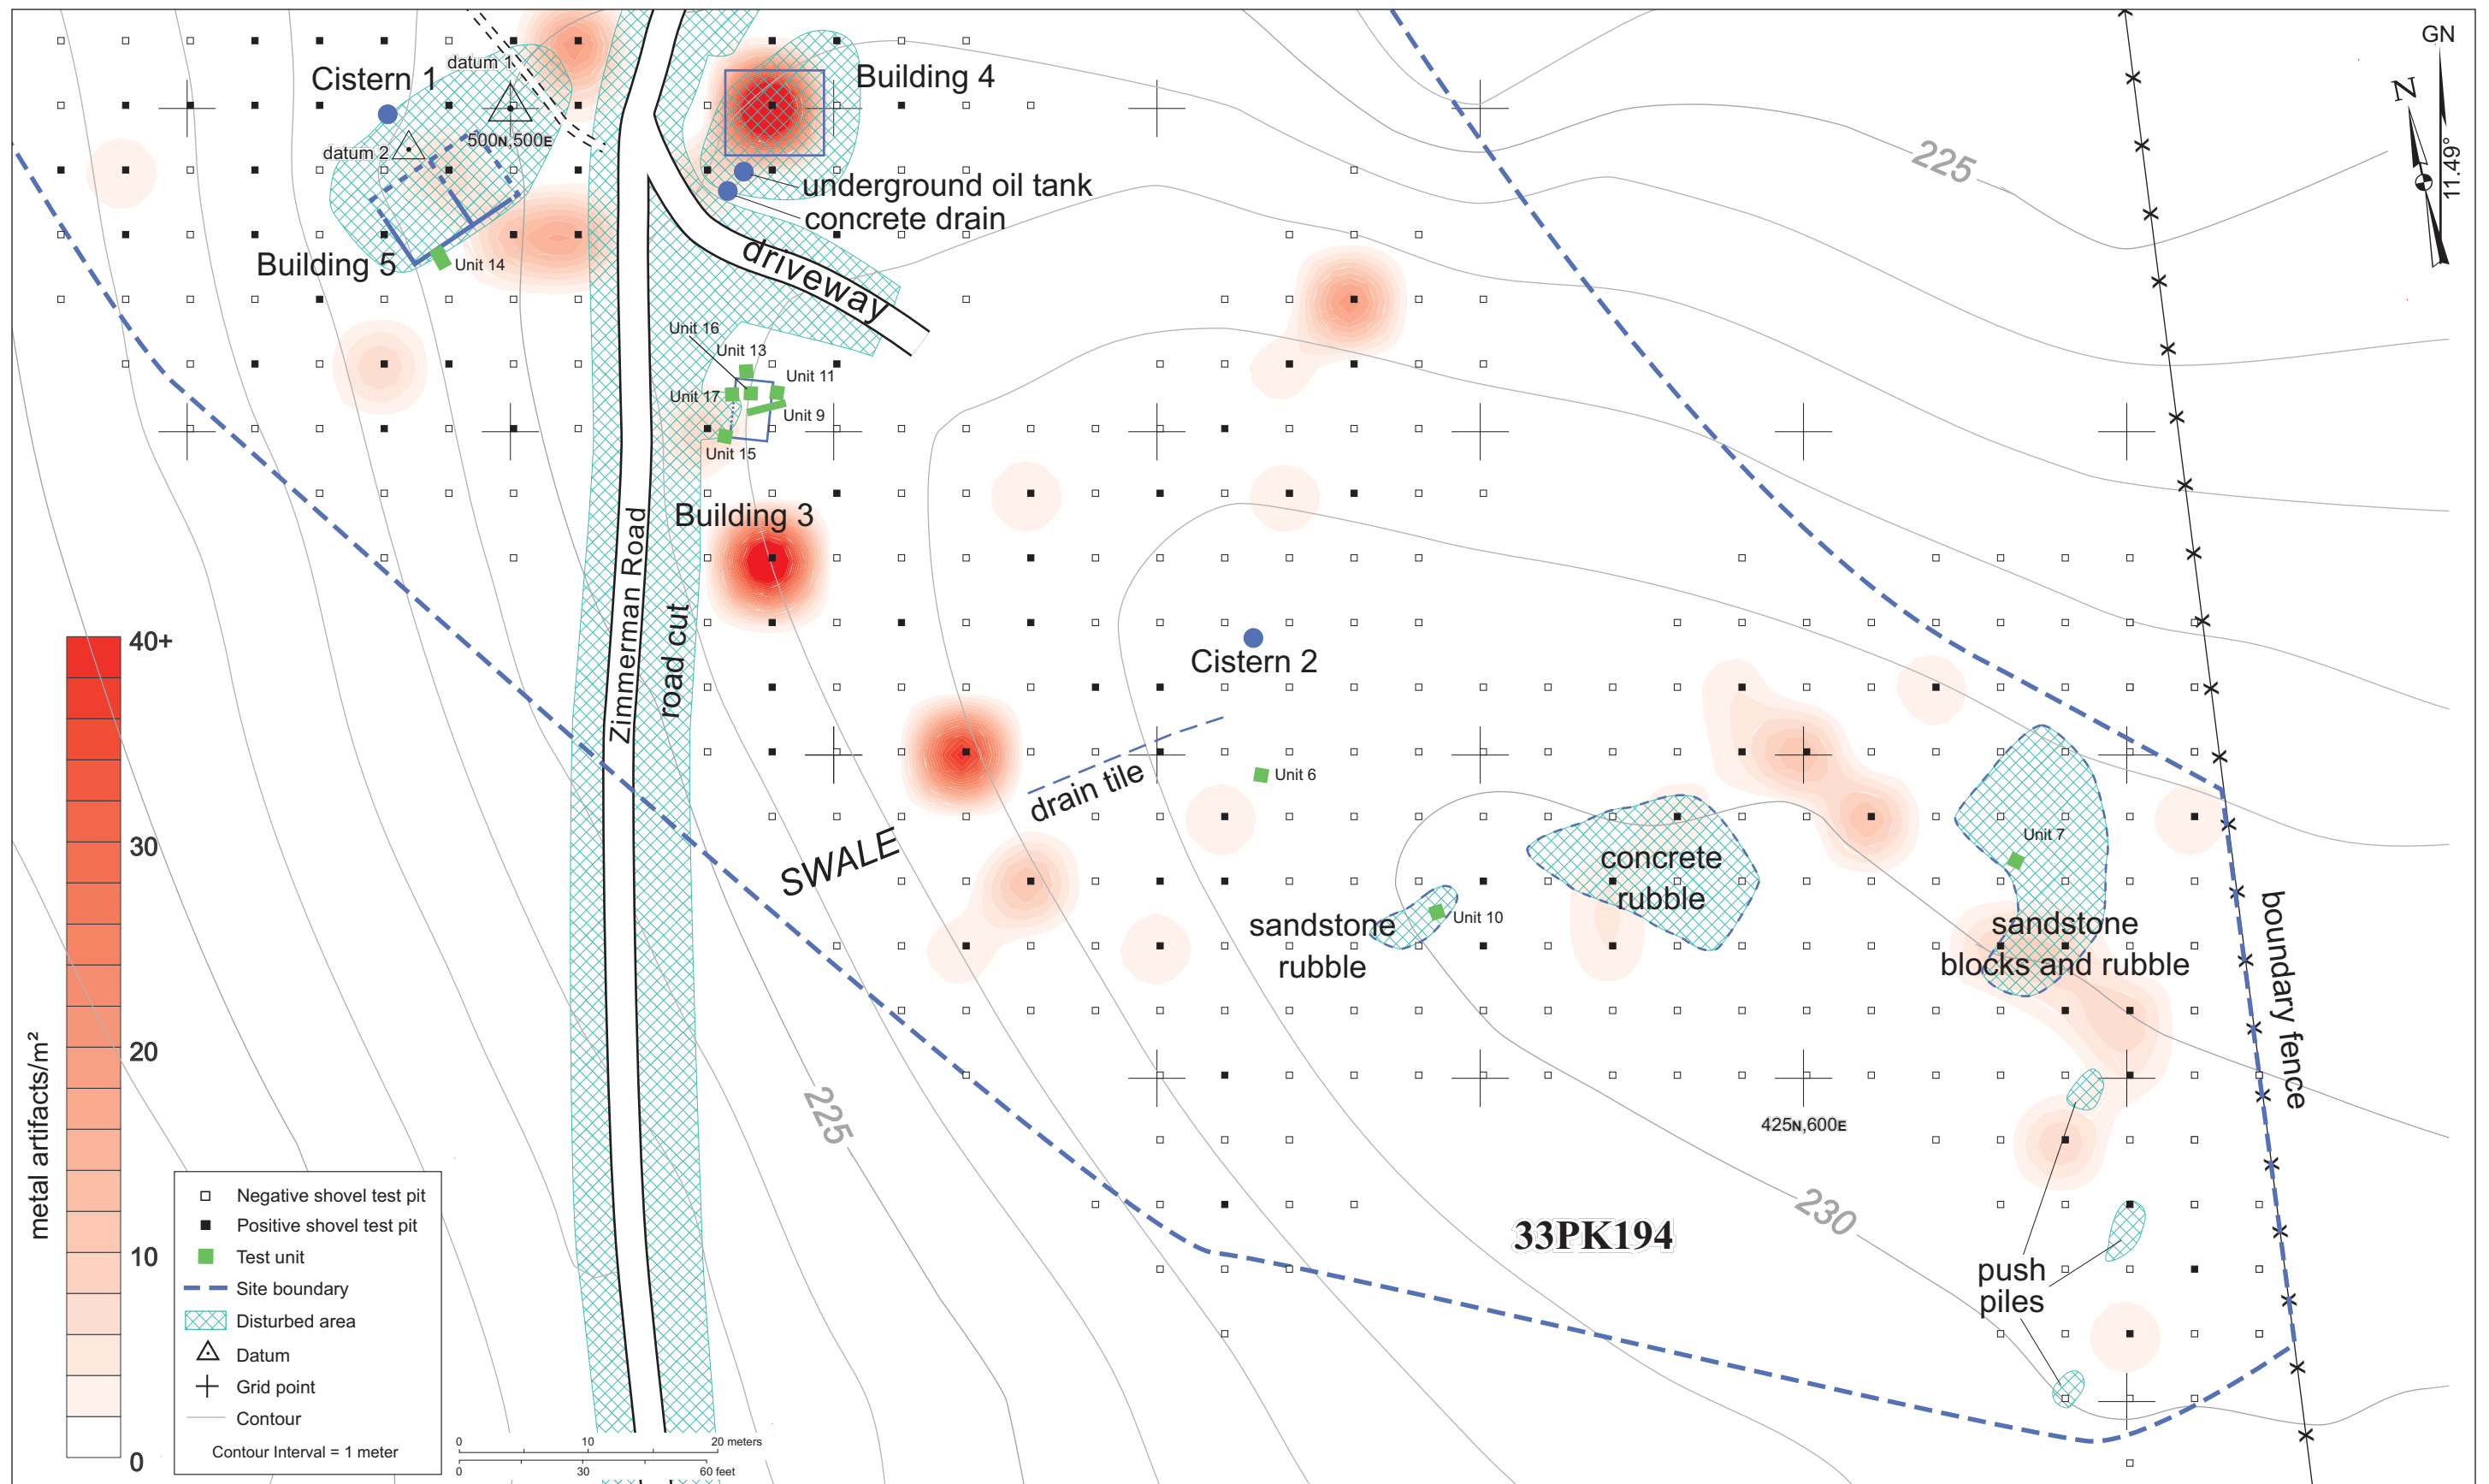 GN
N
11.49°
datum 1
Cistern 1
Building 4
500N,500E
datum 2
underground oil tank
concrete drain
225
Building 5
Unit 14
driveway
Unit 16
Unit 13
Unit 11
Unit 17
Unit 9
Unit 15
Building 3
Zimmerman Road
road cut
Cistern 2
drain tile
Unit 6
SWALE
concrete
rubble
Unit 7
sandstone
rubble
Unit 10
sandstone
blocks and rubble
boundary fence
225
425N,600E
230
33PK194
push
piles
40+
30
20
10
0
metal artifacts/m²
Negative shovel test pit
Positive shovel test pit
Test unit
Site boundary
Disturbed area
Datum
Grid point
Contour
Contour Interval = 1 meter
0 10 20 meters
0 30 60 feet